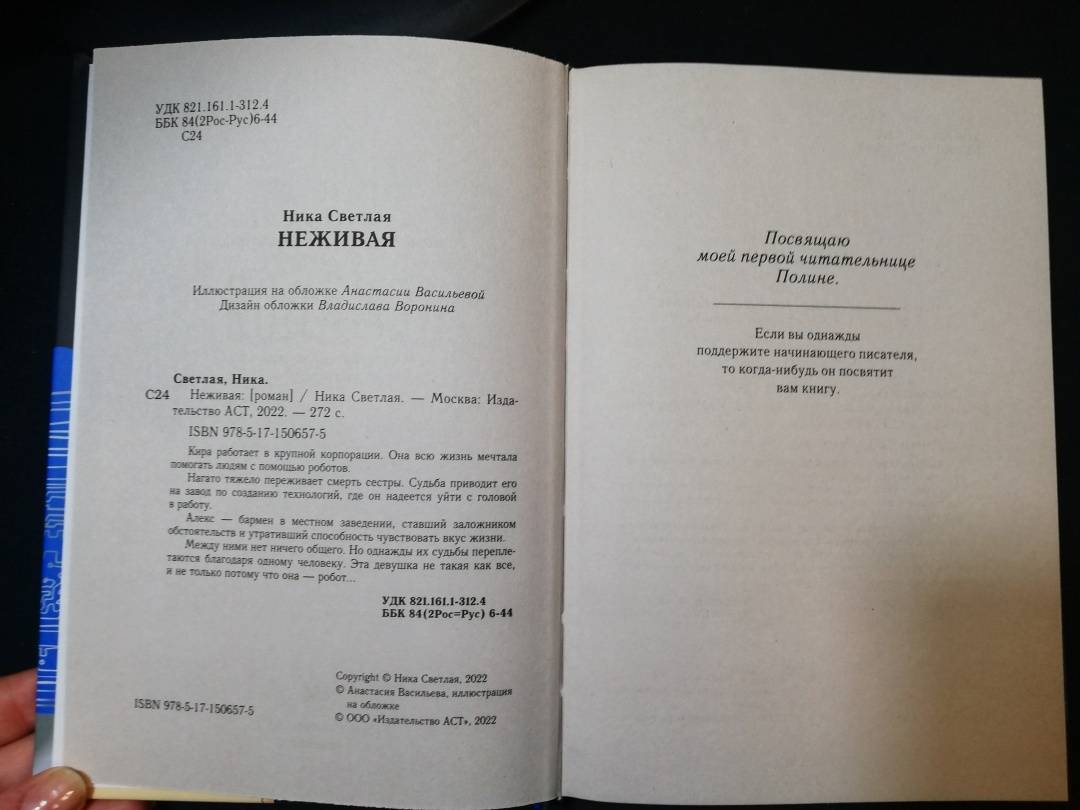 УДК 821.161.1-312.4
ББК 84(2Рос-Рус)6-44
С24
Ника Светлая
НЕЖИВАЯ
Иллюстрация на обложке Анастасии Васильевой
Дизайн обложки Владислава Воронина
Светлая, Ника.
С24 Неживая: [роман] / Ника Светлая. — Москва: Изда-
тельство АСТ, 2022. — 272 с.
ISBN 978-5-17-150657-5
Кира работает в крупной корпорации. Она всю жизнь мечтала
помогать людям с помощью роботов.
Нагато тяжело переживает смерть сестры. Судьба приводит его
на завод по созданию технологий, где он надеется уйти с головой
в работу.
Алекс — бармен в местном заведении, ставший заложником
обстоятельств и утративший способность чувствовать вкус жизни.
Между ними нет ничего общего. Но однажды их судьбы перепле-
таются благодаря одному человеку. Эта девушка не такая как все,
и не только потому что она — робот...
УДК 821.161.1-312.4
ББК 84(2Рос=Рус) 6-44
Copyright © Ника Светлая, 2022
© Анастасия Васильева, иллюстрация
на обложке
© ООО «Издательство АСТ», 2022
ISBN 978-5-17-150657-5
Посвящаю
моей первой читательнице
Полине.
Если вы однажды
поддержите начинающего писателя,
то когда-нибудь он посвятит
вам книгу.